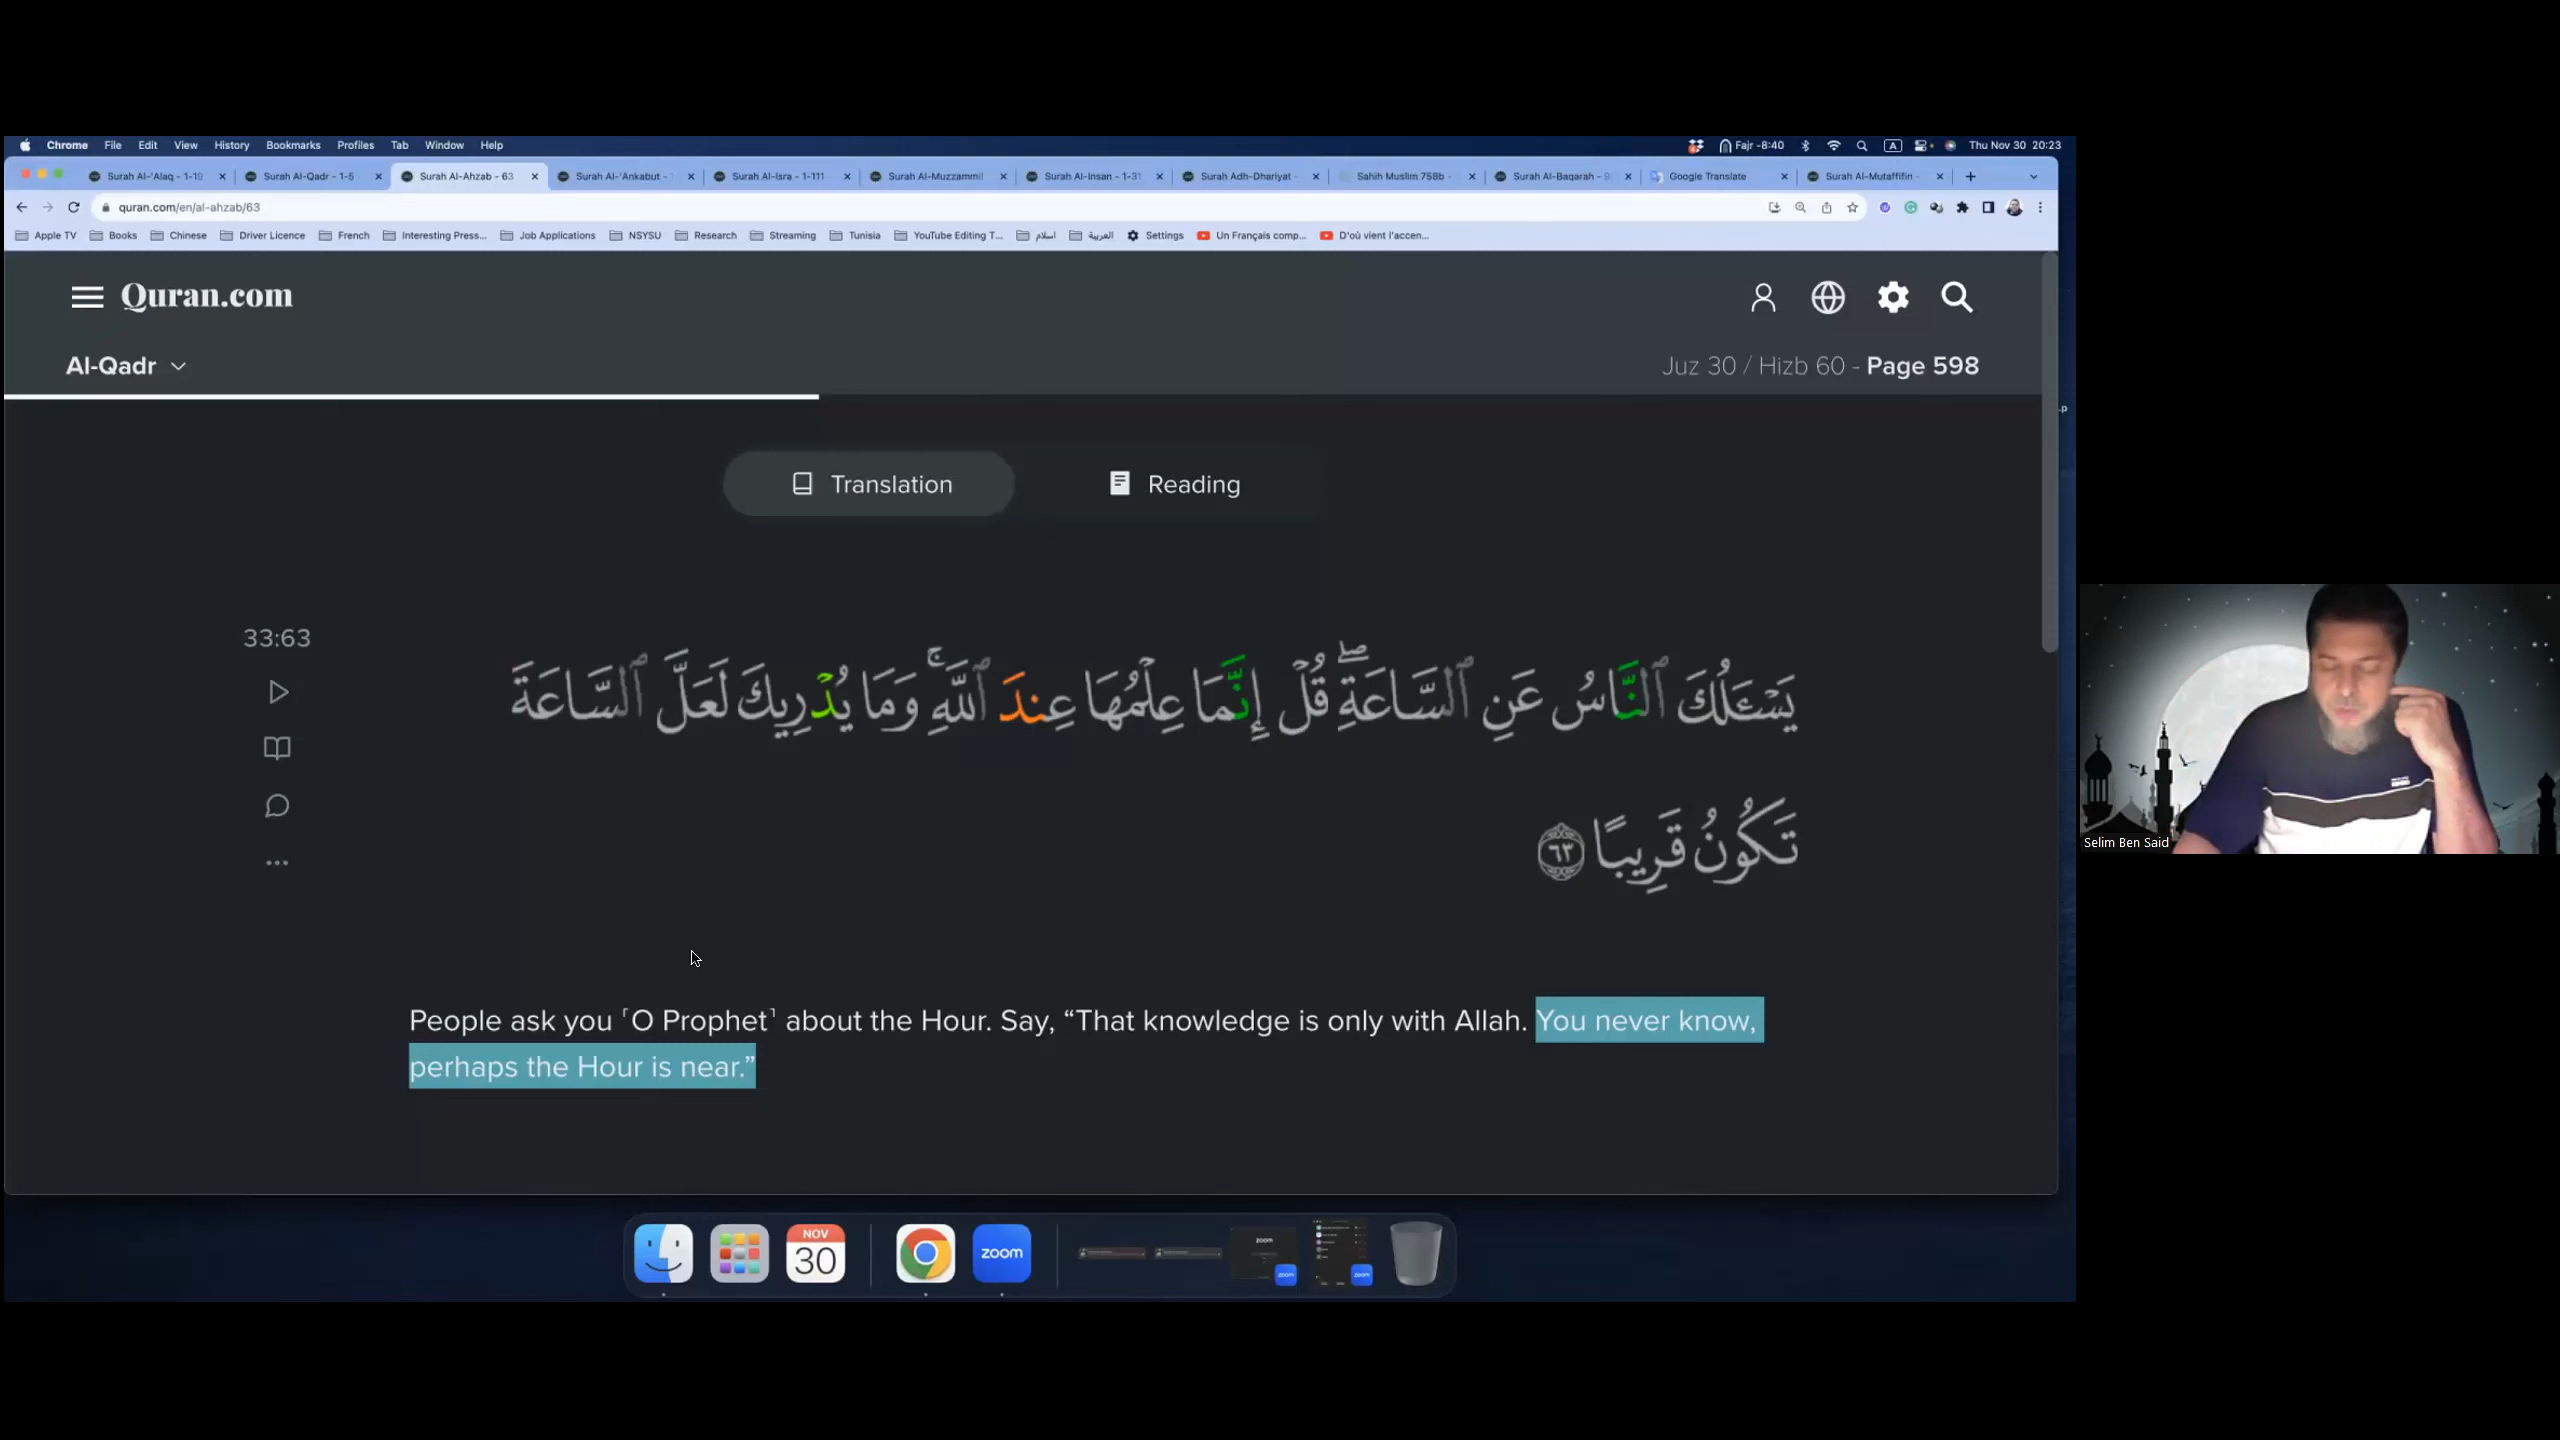 Chrome File Edit View History Bookmarks Profiles Tab Window Help
Fajr -8:40 A Thu Nov 30 20:23
Surah Al-'Alaq - 1-19 Surah Al-Qadr - 1-5 Surah Al-Ahzab - 63 Surah Al-'Ankabut - Surah Al-Isra - 1-111 Surah Al-Muzzammil Surah Al-Insan - 1-31 Surah Adh-Dhariyat - Sahih Muslim 758b - Surah Al-Baqarah - 9 Google Translate Surah Al-Mutaffifin -
quran.com/en/al-ahzab/63
Apple TV Books Chinese Driver Licence French Interesting Press... Job Applications NSYSU Research Streaming Tunisia YouTube Editing T... اسلام العربية Settings Un Français comp... D'où vient l'accen...
Quran.com
Al-Qadr
Juz 30 / Hizb 60 - Page 598
.p
Translation Reading
33:63
يَسْـَٔلُكَ ٱلنَّاسُ عَنِ ٱلسَّاعَةِ ۖ قُلْ إِنَّمَا عِلْمُهَا عِندَ ٱللَّهِ ۚ وَمَا يُدْرِيكَ لَعَلَّ ٱلسَّاعَةَ
تَكُونُ قَرِيبًا ٦٣
People ask you ˹O Prophet˺ about the Hour. Say, “That knowledge is only with Allah. You never know,
perhaps the Hour is near.”
Selim Ben Said
NOV
30
zoom
zoom
zoom
zoom